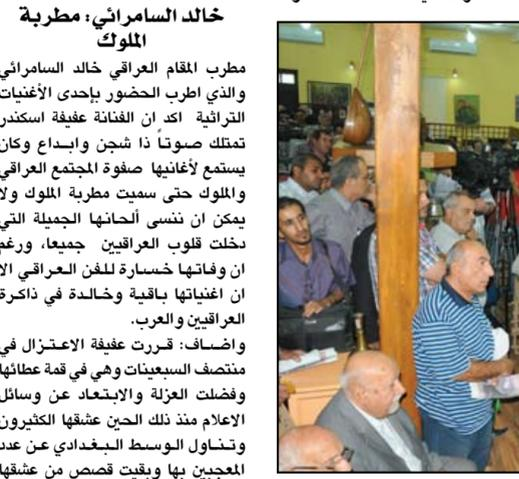 خالد السامرائي: مطربة
الملوك
مطرب المقام العراقي خالد السامرائي
والذي اطرب الحضور بإحدى الأغنيات
التراثية اكد ان الفنانة عفيفة اسكندر
تمتلك صوتاً ذا شجن وابداع وكان
يستمع لأغانيها صفوة المجتمع العراقي
والملوك حتى سميت مطربة الملوك ولا
يمكن ان ننسى ألحانها الجميلة التي
دخلت قلوب العراقيين جميعا، ورغم
ان وفاتها خسارة للفن العراقي الا
ان اغنياتها باقية وخالدة في ذاكرة
العراقيين والعرب.
واضاف: قررت عفيفة الاعتزال في
منتصف السبعينات وهي في قمة عطائها
وفضلت العزلة والابتعاد عن وسائل
الاعلام منذ ذلك الحين عشقها الكثيرون
وتناول الوسط البغدادي عن عدد
المعجبين بها وبقيت قصص من عشقها